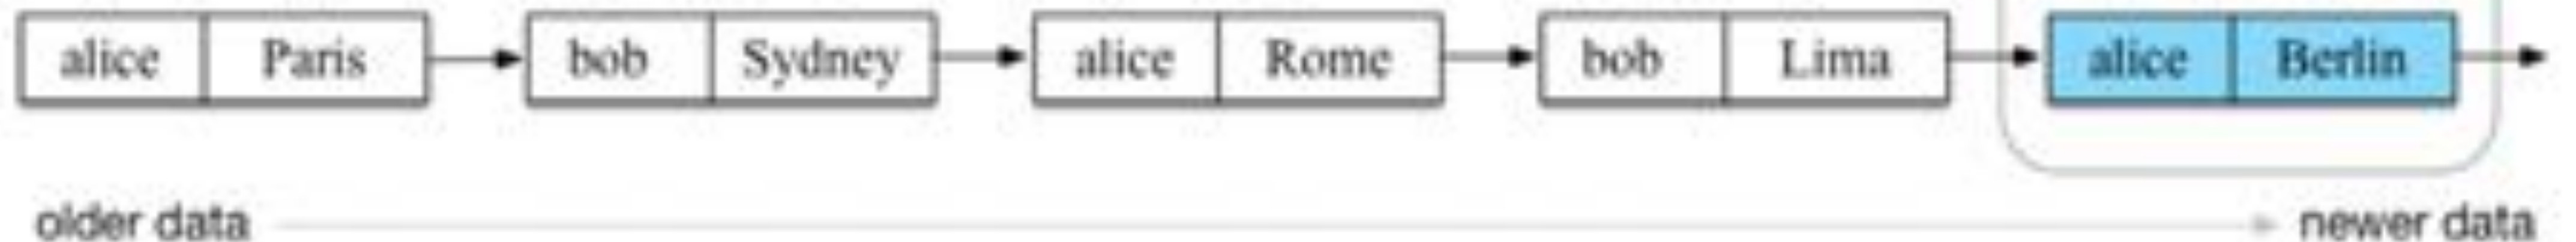 alice Paris bob Sydney alice Rome bob Lima alice Berlin
older data newer data